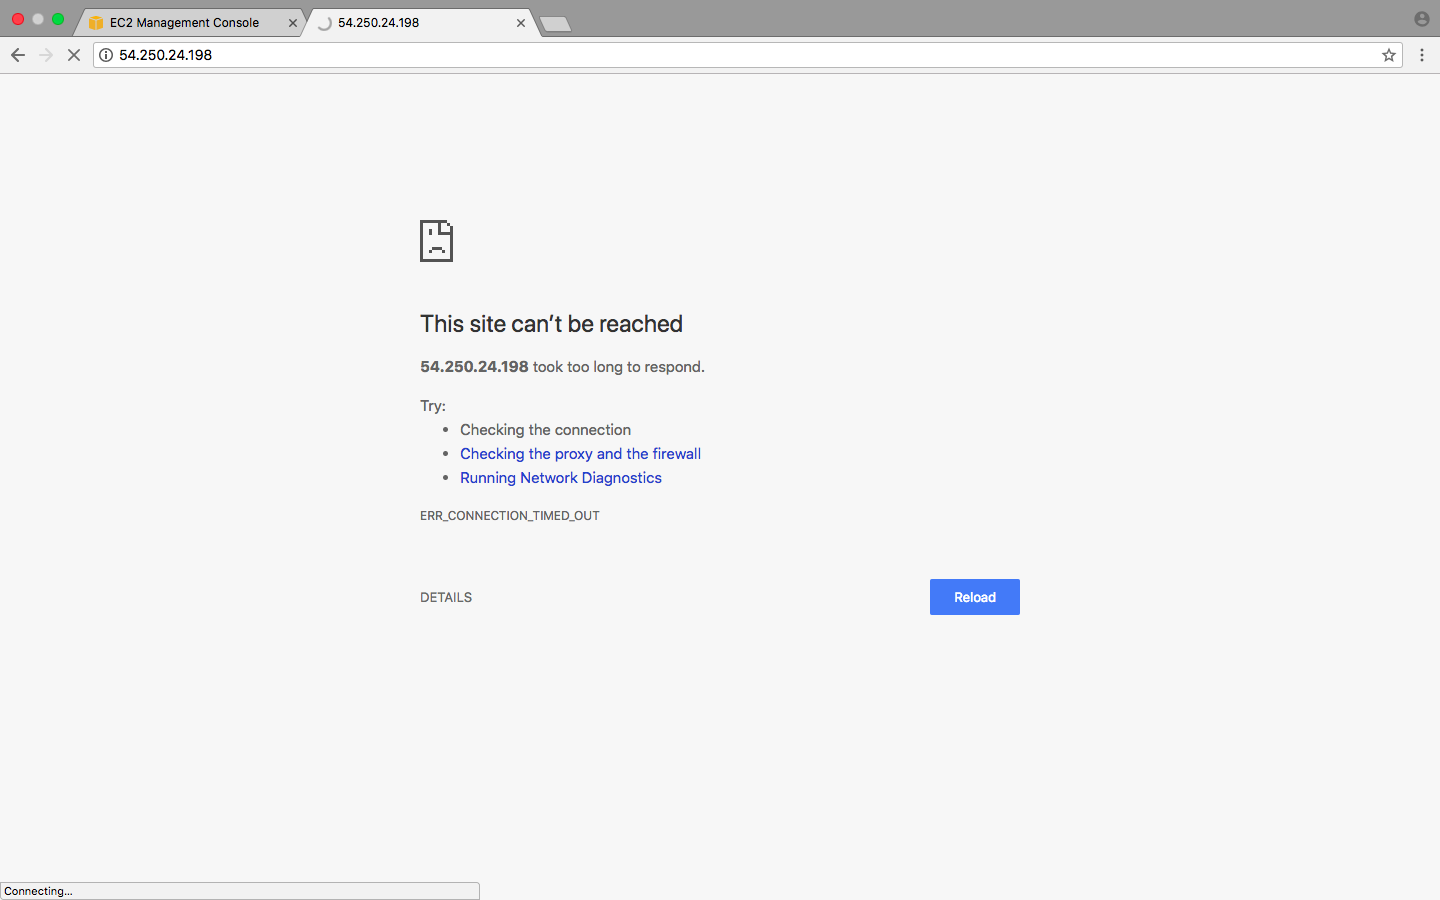 EC2 Management Console
54.250.24.198
54.250.24.198
This site can’t be reached
54.250.24.198 took too long to respond.
Try:
• Checking the connection
• Checking the proxy and the firewall
• Running Network Diagnostics
ERR_CONNECTION_TIMED_OUT
DETAILS
Reload
Connecting...